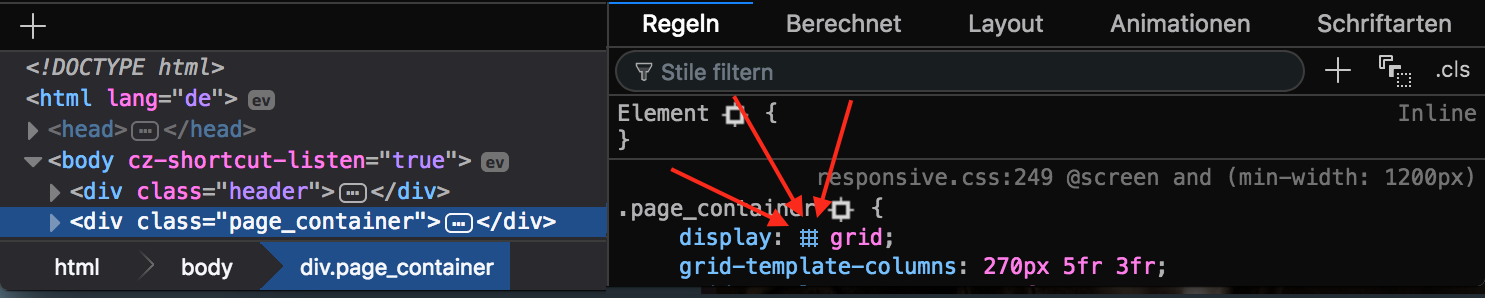 <!DOCTYPE html>
<html lang="de"> ev
<head> ··· </head>
<body cz-shortcut-listen="true"> ev
<div class="header"> ··· </div>
<div class="page_container"> ··· </div>
html body div.page_container
Regeln Berechnet Layout Animationen Schriftarten
Stile filtern + .cls
Element { Inline
}
responsive.css:249 @screen and (min-width: 1200px)
.page_container {
display: grid;
grid-template-columns: 270px 5fr 3fr;